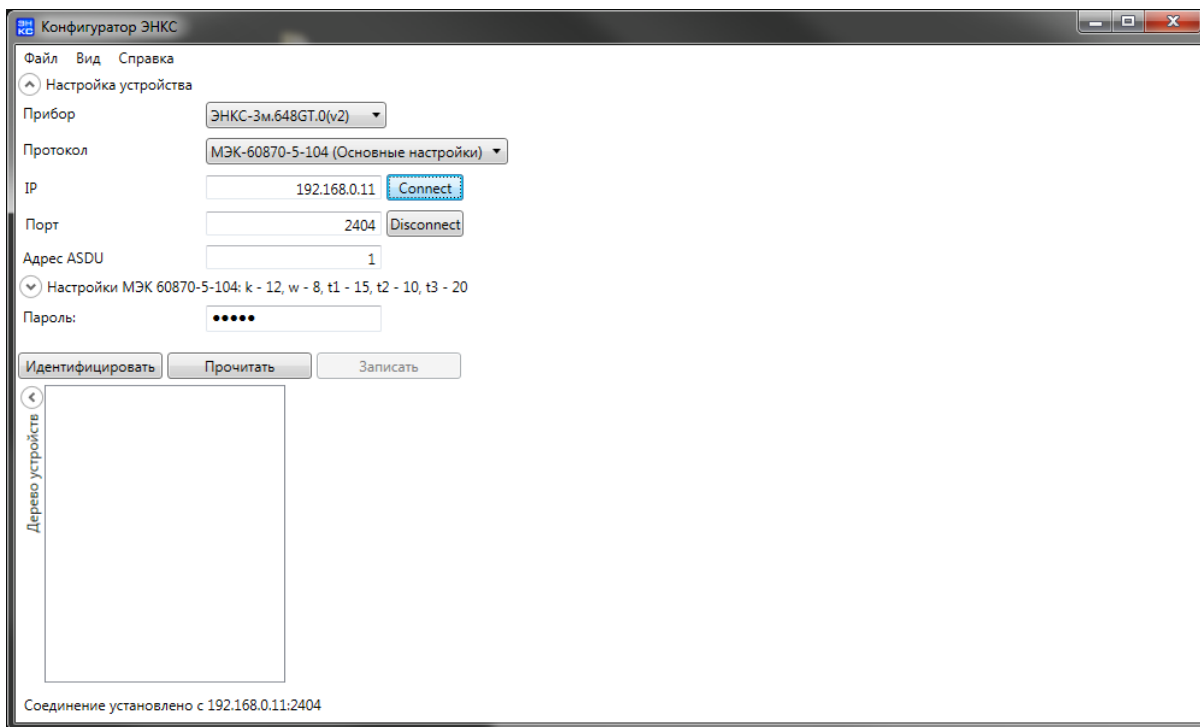 ЭН
КС
Конфигуратор ЭНКС
Файл Вид Справка
Настройка устройства
Прибор ЭНКС-3м.648GT.0(v2)
Протокол МЭК-60870-5-104 (Основные настройки)
IP 192.168.0.11 Connect
Порт 2404 Disconnect
Адрес ASDU 1
Настройки МЭК 60870-5-104: k - 12, w - 8, t1 - 15, t2 - 10, t3 - 20
Пароль: •••••
Идентифицировать Прочитать Записать
Дерево устройств
Соединение установлено с 192.168.0.11:2404